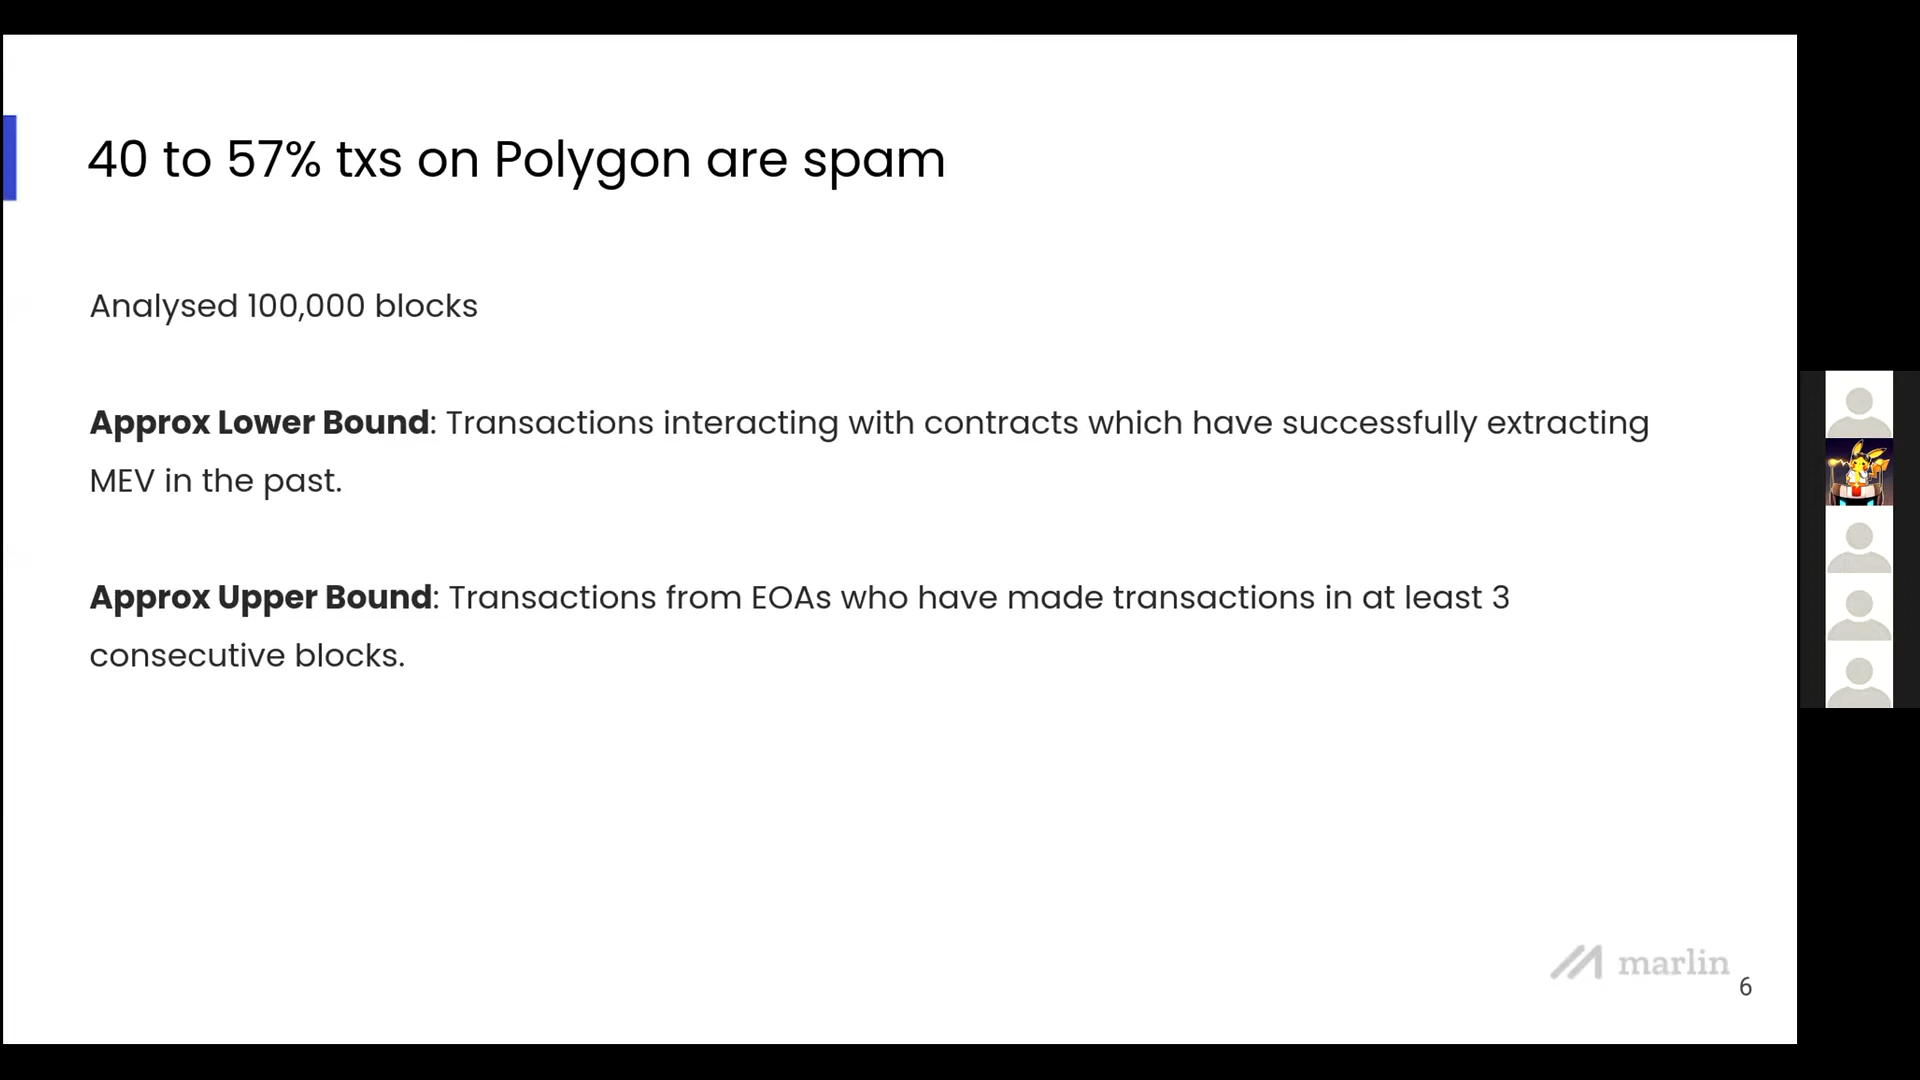 40 to 57% txs on Polygon are spam
Analysed 100,000 blocks
Approx Lower Bound: Transactions interacting with contracts which have successfully extracting
MEV in the past.
Approx Upper Bound: Transactions from EOAs who have made transactions in at least 3
consecutive blocks.
marlin
6